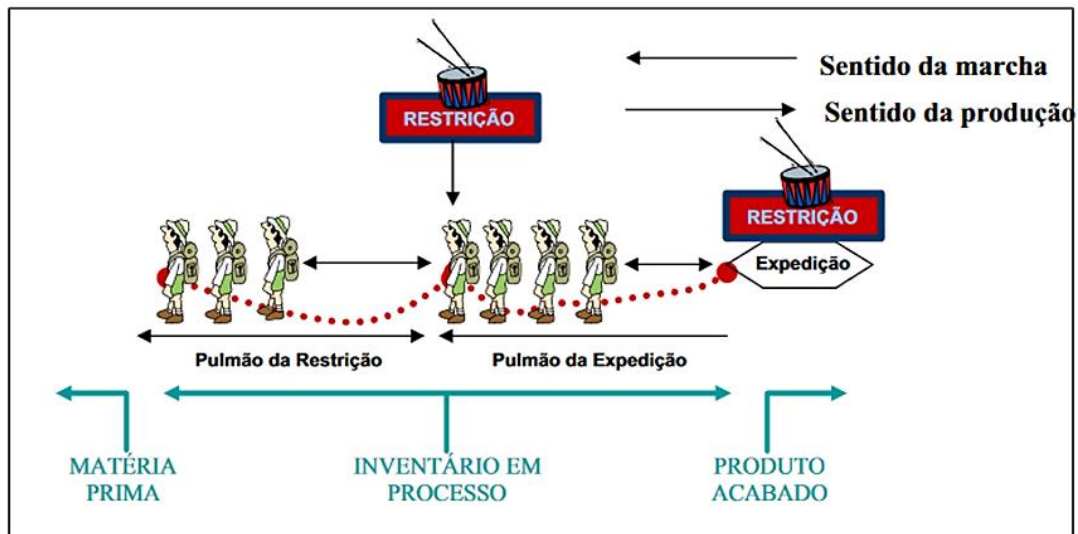 RESTRIÇÃO
Sentido da marcha
Sentido da produção
RESTRIÇÃO
Expedição
Pulmão da Restrição
Pulmão da Expedição
MATÉRIA
PRIMA
INVENTÁRIO EM
PROCESSO
PRODUTO
ACABADO